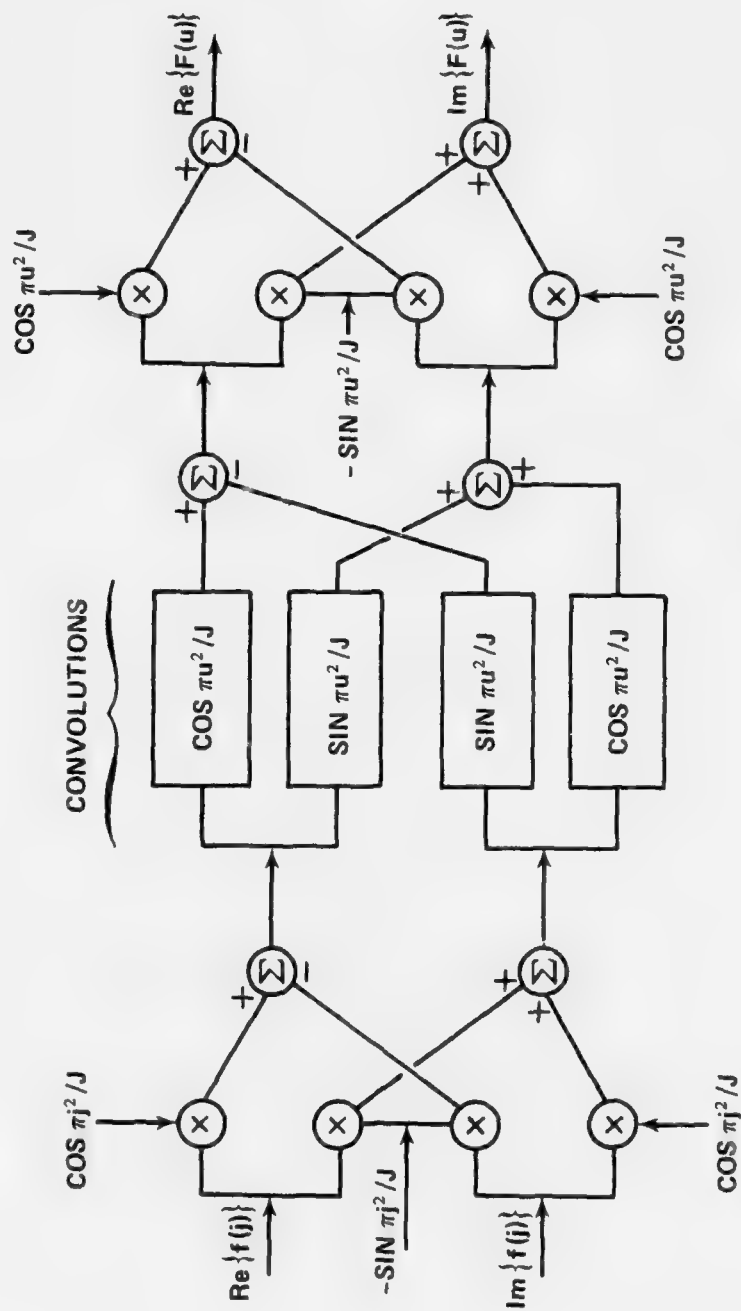 Re {f(j)}
Im {f(j)}
COS πj²/J
-SIN πj²/J
COS πj²/J
×
×
×
×
+
Σ
−
+
Σ
+
CONVOLUTIONS
COS πu²/J
SIN πu²/J
SIN πu²/J
COS πu²/J
+
Σ
−
+
Σ
+
COS πu²/J
-SIN πu²/J
COS πu²/J
×
×
×
×
+
Σ
−
+
Σ
+
Re {F(u)}
Im {F(u)}